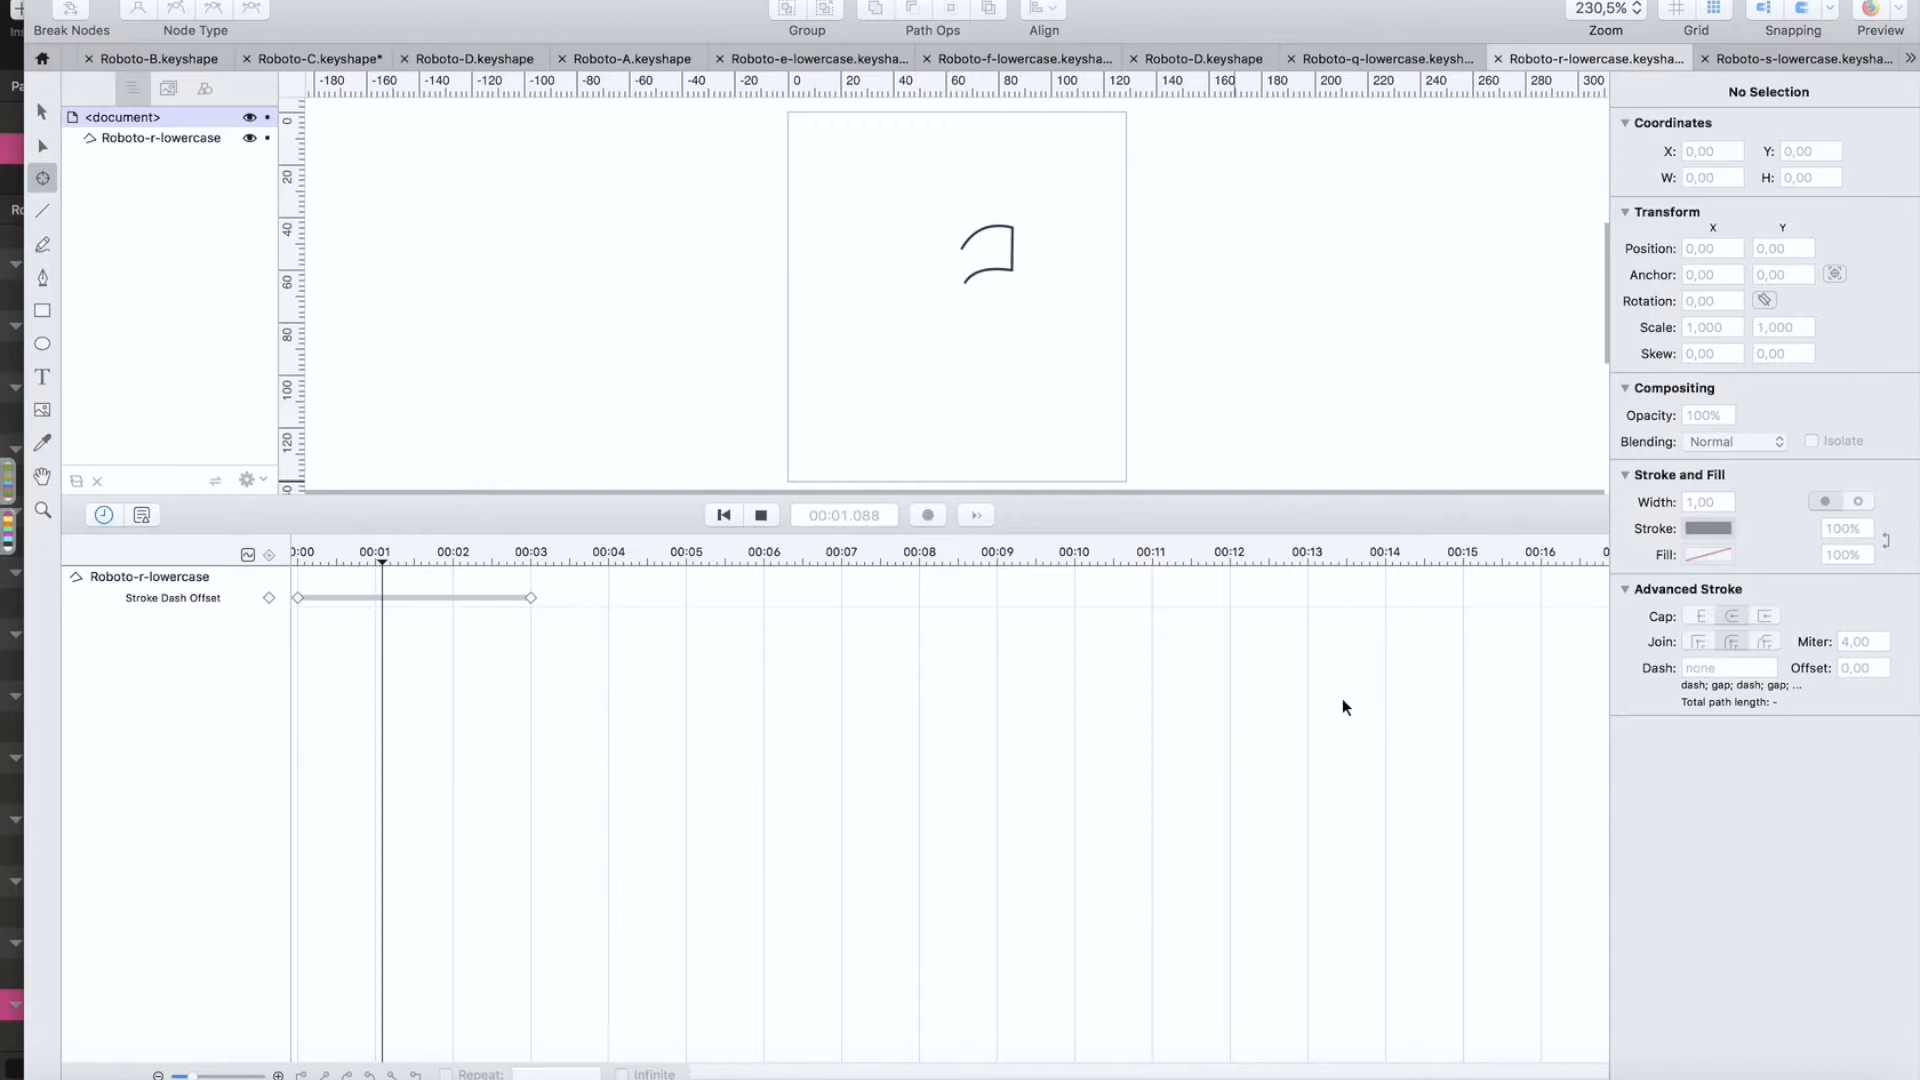 Break Nodes
Node Type
Group
Path Ops
Align
230,5%
Zoom
Grid
Snapping
Preview
Roboto-B.keyshape
Roboto-C.keyshape*
Roboto-D.keyshape
Roboto-A.keyshape
Roboto-e-lowercase.keysha...
Roboto-f-lowercase.keysha...
Roboto-D.keyshape
Roboto-q-lowercase.keysh...
Roboto-r-lowercase.keysha...
Roboto-s-lowercase.keysha...
-180 -160 -140 -120 -100 -80 -60 -40 -20 0 20 40 60 80 100 120 140 160 180 200 220 240 260 280 300
0
20
40
60
80
100
120
<document>
Roboto-r-lowercase
No Selection
Coordinates
X: 0,00 Y: 0,00
W: 0,00 H: 0,00
Transform
X Y
Position: 0,00 0,00
Anchor: 0,00 0,00
Rotation: 0,00
Scale: 1,000 1,000
Skew: 0,00 0,00
Compositing
Opacity: 100%
Blending: Normal Isolate
Stroke and Fill
Width: 1,00
Stroke: 100%
Fill: 100%
Advanced Stroke
Cap:
Join: Miter: 4,00
Dash: none Offset: 0,00
dash; gap; dash; gap; ...
Total path length: -
00:01.088
0:00 00:01 00:02 00:03 00:04 00:05 00:06 00:07 00:08 00:09 00:10 00:11 00:12 00:13 00:14 00:15 00:16
Roboto-r-lowercase
Stroke Dash Offset
Repeat:
Infinite